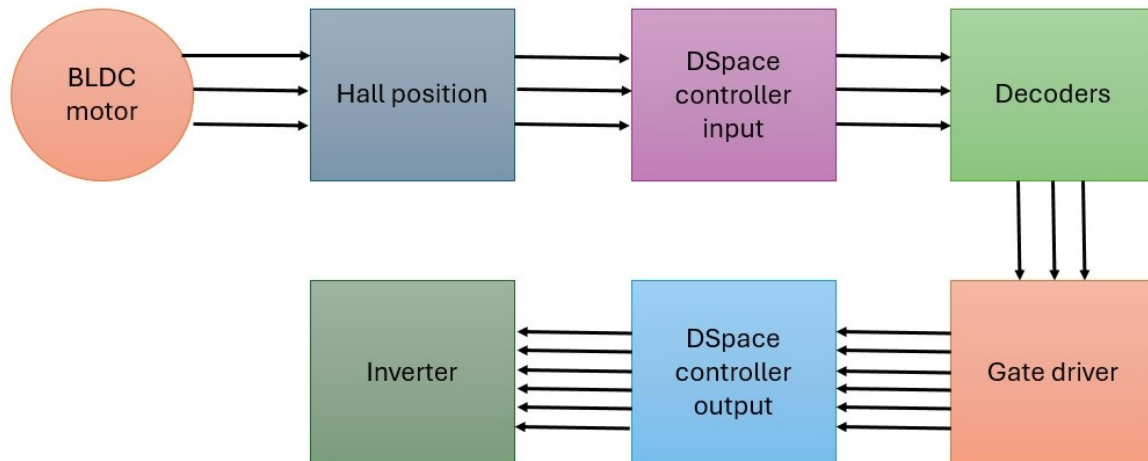 BLDC
motor
Hall position
DSpace
controller
input
Decoders
Inverter
DSpace
controller
output
Gate driver